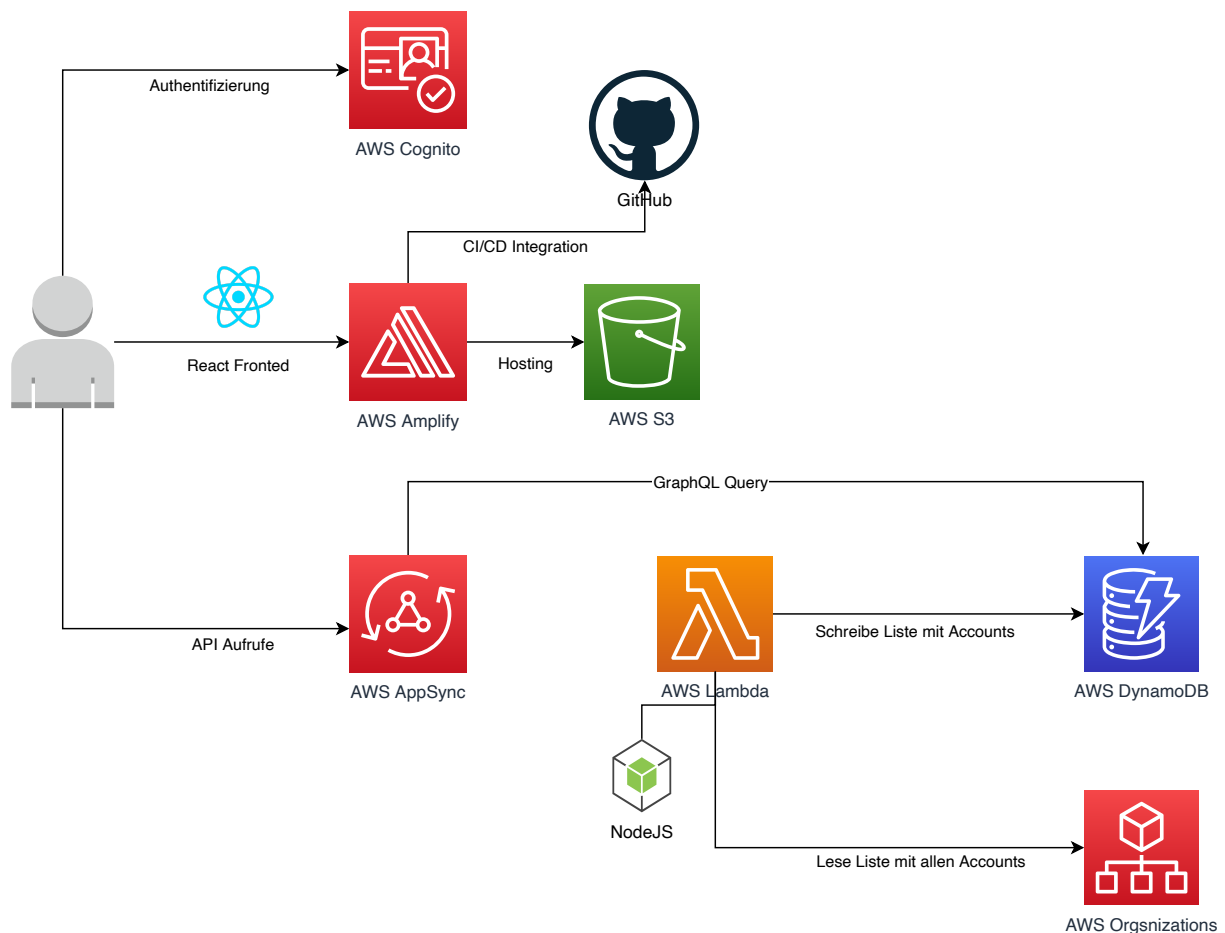 Authentifizierung
AWS Cognito
GitHub
CI/CD Integration
React Fronted
Hosting
AWS Amplify
AWS S3
GraphQL Query
API Aufrufe
Schreibe Liste mit Accounts
AWS AppSync
AWS Lambda
AWS DynamoDB
NodeJS
Lese Liste mit allen Accounts
AWS Orgsnizations